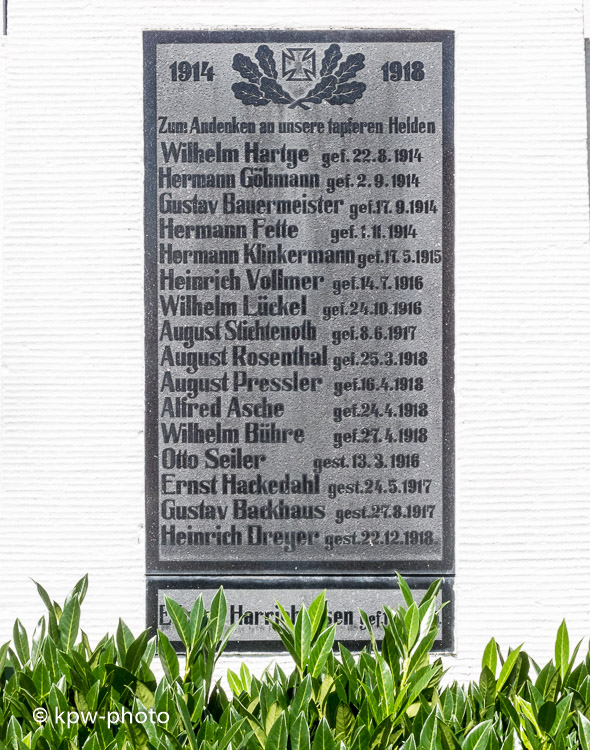 1914 1918
Zum Andenken an unsere tapferen Helden
Wilhelm Hartge gef. 22.8.1914
Hermann Göhmann gef. 2.9.1914
Gustav Bauermeister gef. 17.9.1914
Hermann Fette gef. 1.11.1914
Hermann Klinkermann gef. 17.5.1915
Heinrich Vollmer gef. 14.7.1916
Wilhelm Lückel gef. 24.10.1916
August Stichtenoth gef. 8.6.1917
August Rosenthal gef. 25.3.1918
August Pressler gef. 16.4.1918
Alfred Asche gef. 24.4.1918
Wilhelm Bühre gef. 27.4.1918
Otto Seiler gest. 13.3.1916
Ernst Hackedahl gest. 24.5.1917
Gustav Backhaus gest. 27.8.1917
Heinrich Dreyer gest. 22.12.1918.
© kpw-photo